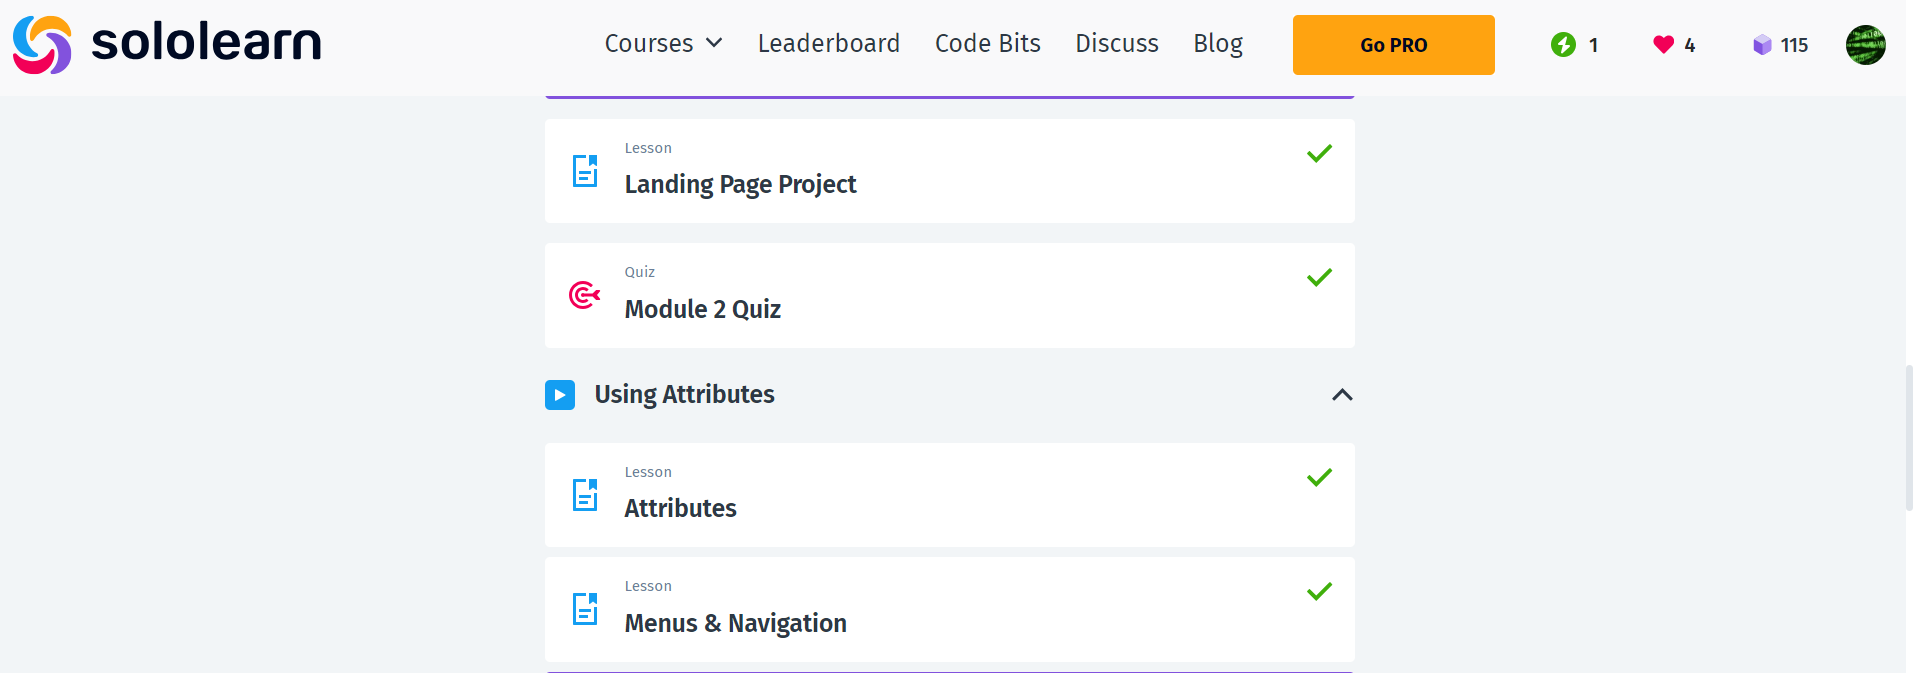 sololearn
Courses Leaderboard Code Bits Discuss Blog Go PRO 1 4 115
Lesson
Landing Page Project
Quiz
Module 2 Quiz
Using Attributes
Lesson
Attributes
Lesson
Menus & Navigation